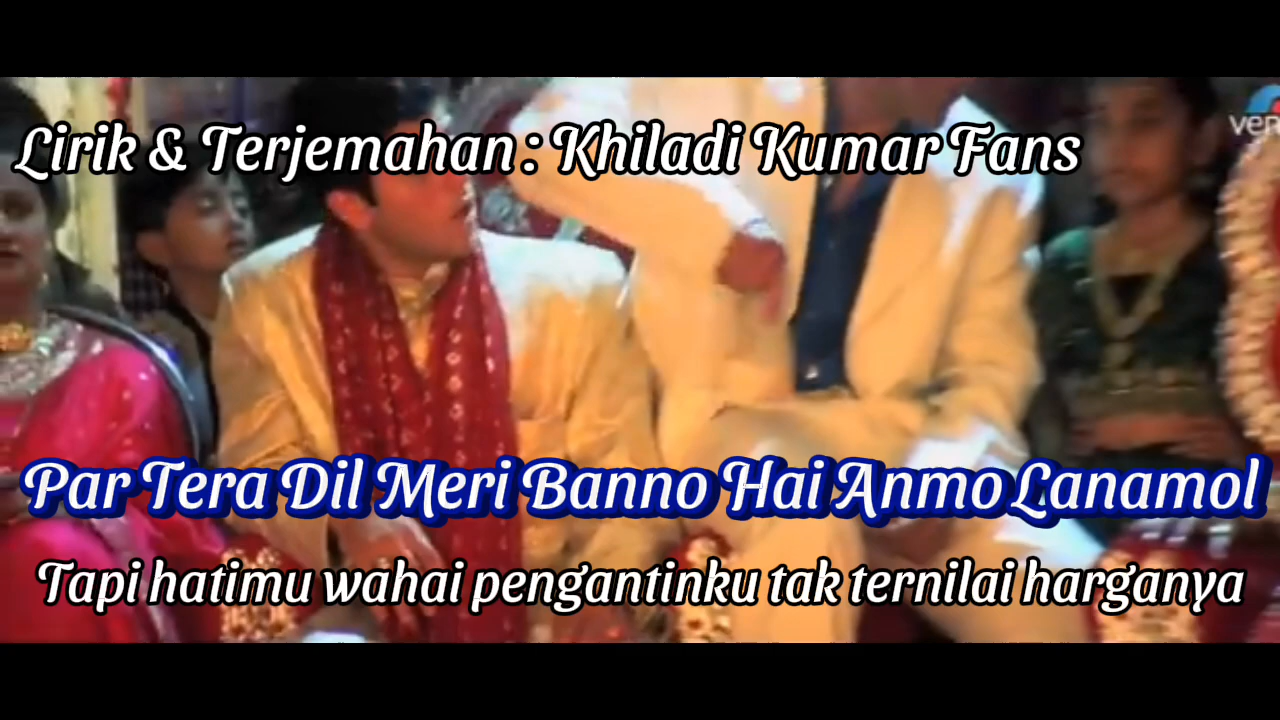 Lirik & Terjemahan : Khiladi Kumar Fans
Par Tera Dil Meri Banno Hai Anmo Lanamol
Tapi hatimu wahai pengantinku tak ternilai harganya